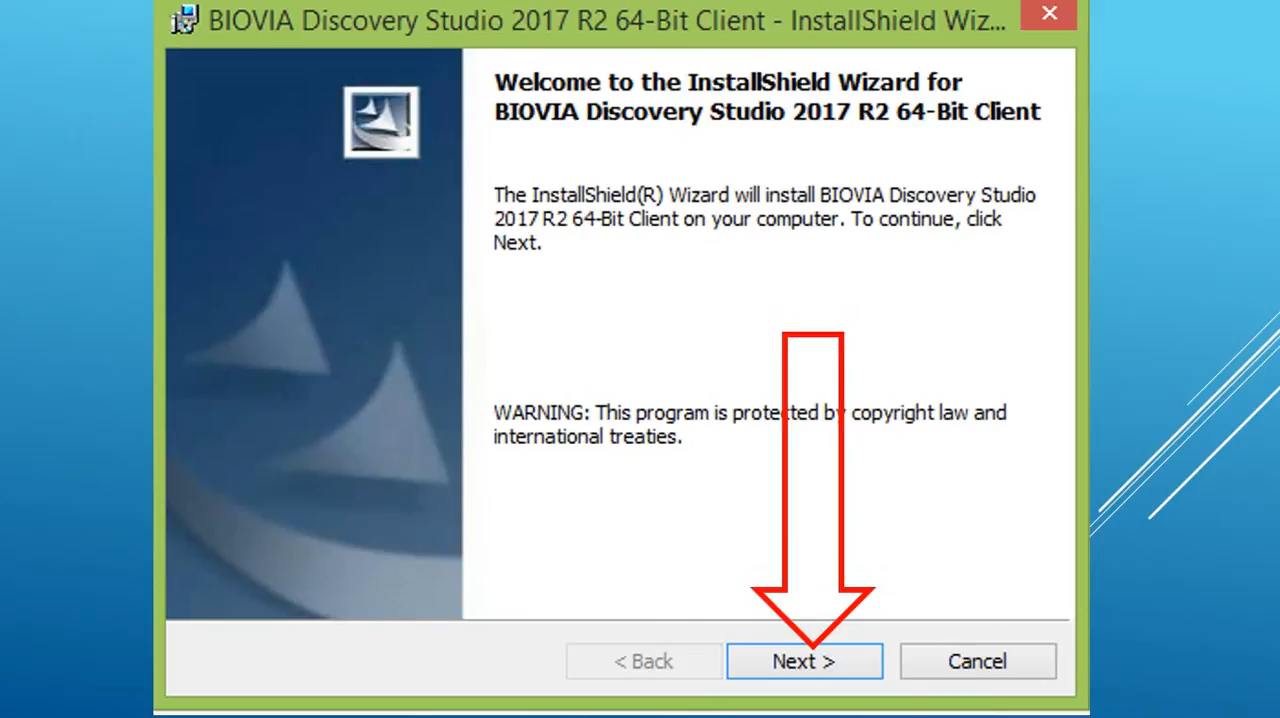 BIOVIA Discovery Studio 2017 R2 64-Bit Client - InstallShield Wiz...
Welcome to the InstallShield Wizard for
BIOVIA Discovery Studio 2017 R2 64-Bit Client
The InstallShield(R) Wizard will install BIOVIA Discovery Studio
2017 R2 64-Bit Client on your computer. To continue, click
Next.
WARNING: This program is protected by copyright law and
international treaties.
< Back
Next >
Cancel